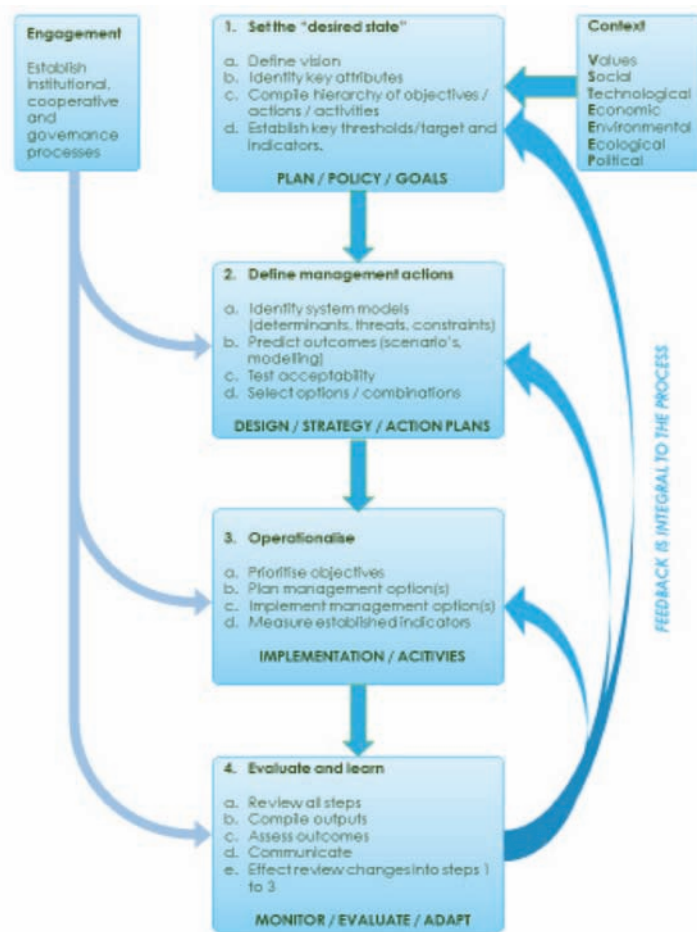 Engagement
Establish
institutional,
cooperative
and
governance
processes
1. Set the "desired state"
a. Define vision
b. Identify key attributes
c. Compile hierarchy of objectives /
actions / activities
d. Establish key thresholds/target and
indicators.
PLAN / POLICY / GOALS
Context
Values
Social
Technological
Economic
Environmental
Ecological
Political
2. Define management actions
a. Identify system models
(determinants, threats, constraints)
b. Predict outcomes (scenario's,
modelling)
c. Test acceptability
d. Select options / combinations
DESIGN / STRATEGY / ACTION PLANS
3. Operationalise
a. Prioritise objectives
b. Plan management option(s)
c. Implement management option(s)
d. Measure established indicators
IMPLEMENTATION / ACITIVIES
4. Evaluate and learn
a. Review all steps
b. Compile outputs
c. Assess outcomes
d. Communicate
e. Effect review changes into steps 1
to 3
MONITOR / EVALUATE / ADAPT
FEEDBACK IS INTEGRAL TO THE PROCESS